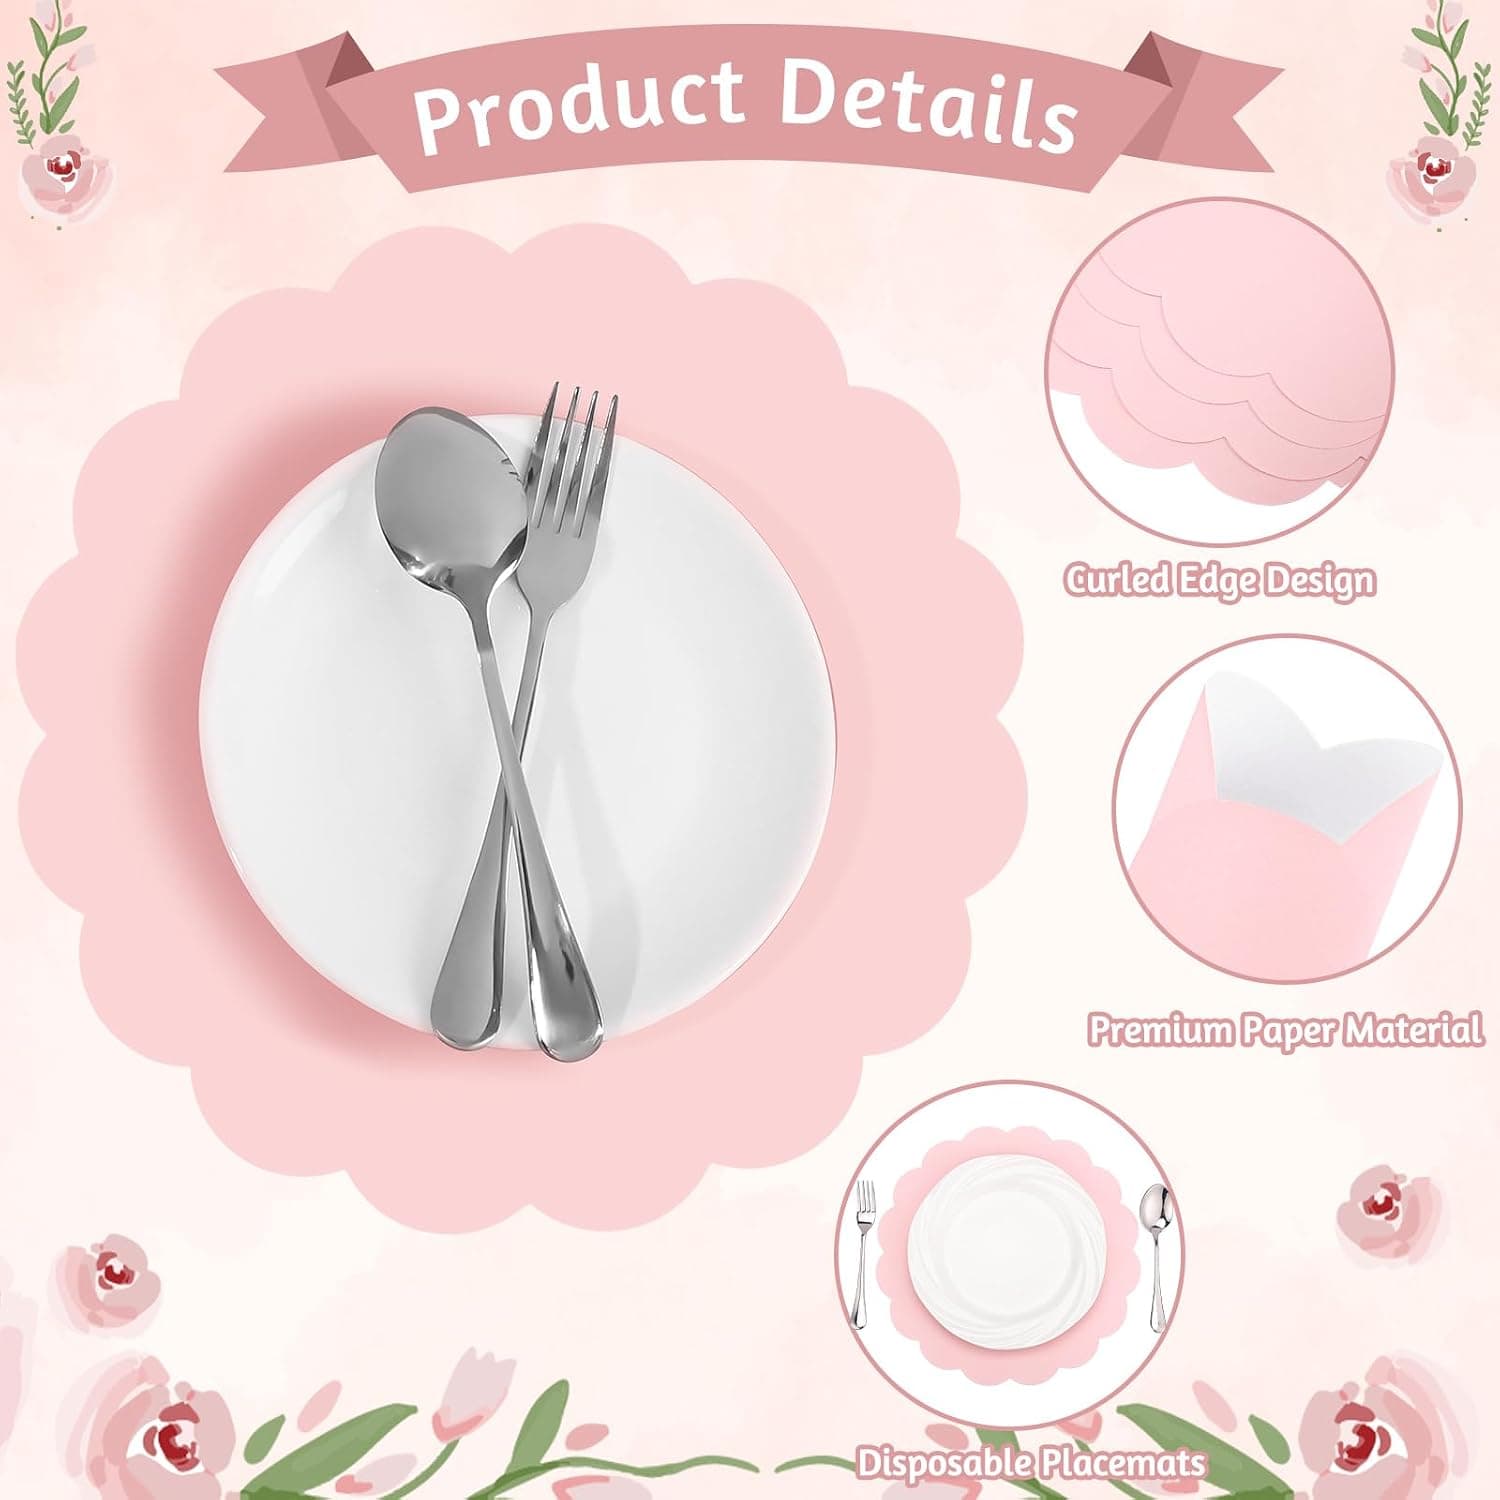 Product Details
Curled Edge Design
Premium Paper Material
Disposable Placemats